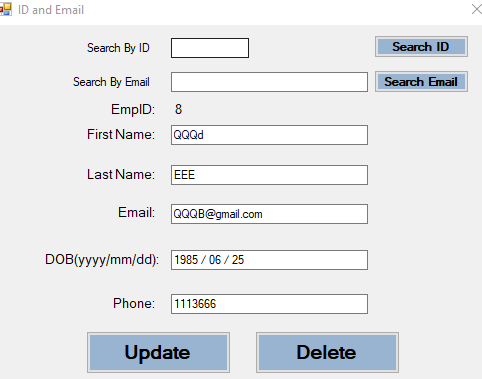 ID and Email
Search By ID Search ID
Search By Email Search Email
EmpID: 8
First Name: QQQd
Last Name: EEE
Email: QQQB@gmail.com
DOB(yyyy/mm/dd): 1985 / 06 / 25
Phone: 1113666
Update Delete